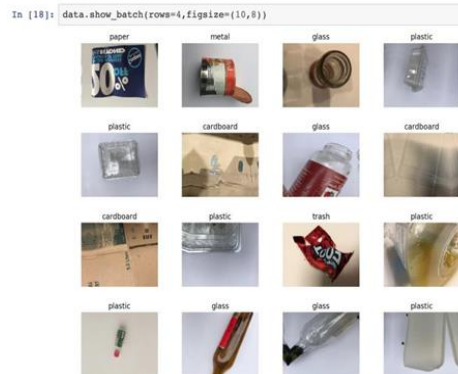 In [18]: data.show_batch(rows=4,figsize=(10,8))
paper metal glass plastic
50%
plastic cardboard glass cardboard
cardboard plastic trash plastic
plastic glass glass plastic